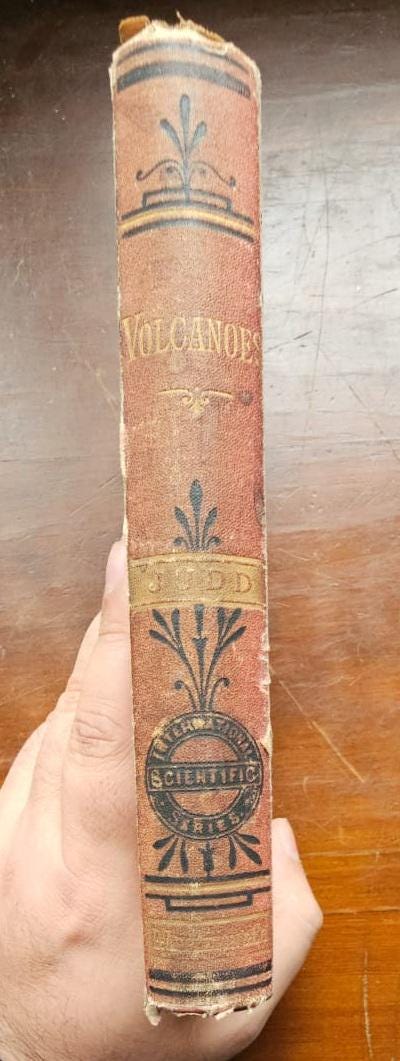 VOLCANOES
JUDD
INTERNATIONAL
SCIENTIFIC
SERIES